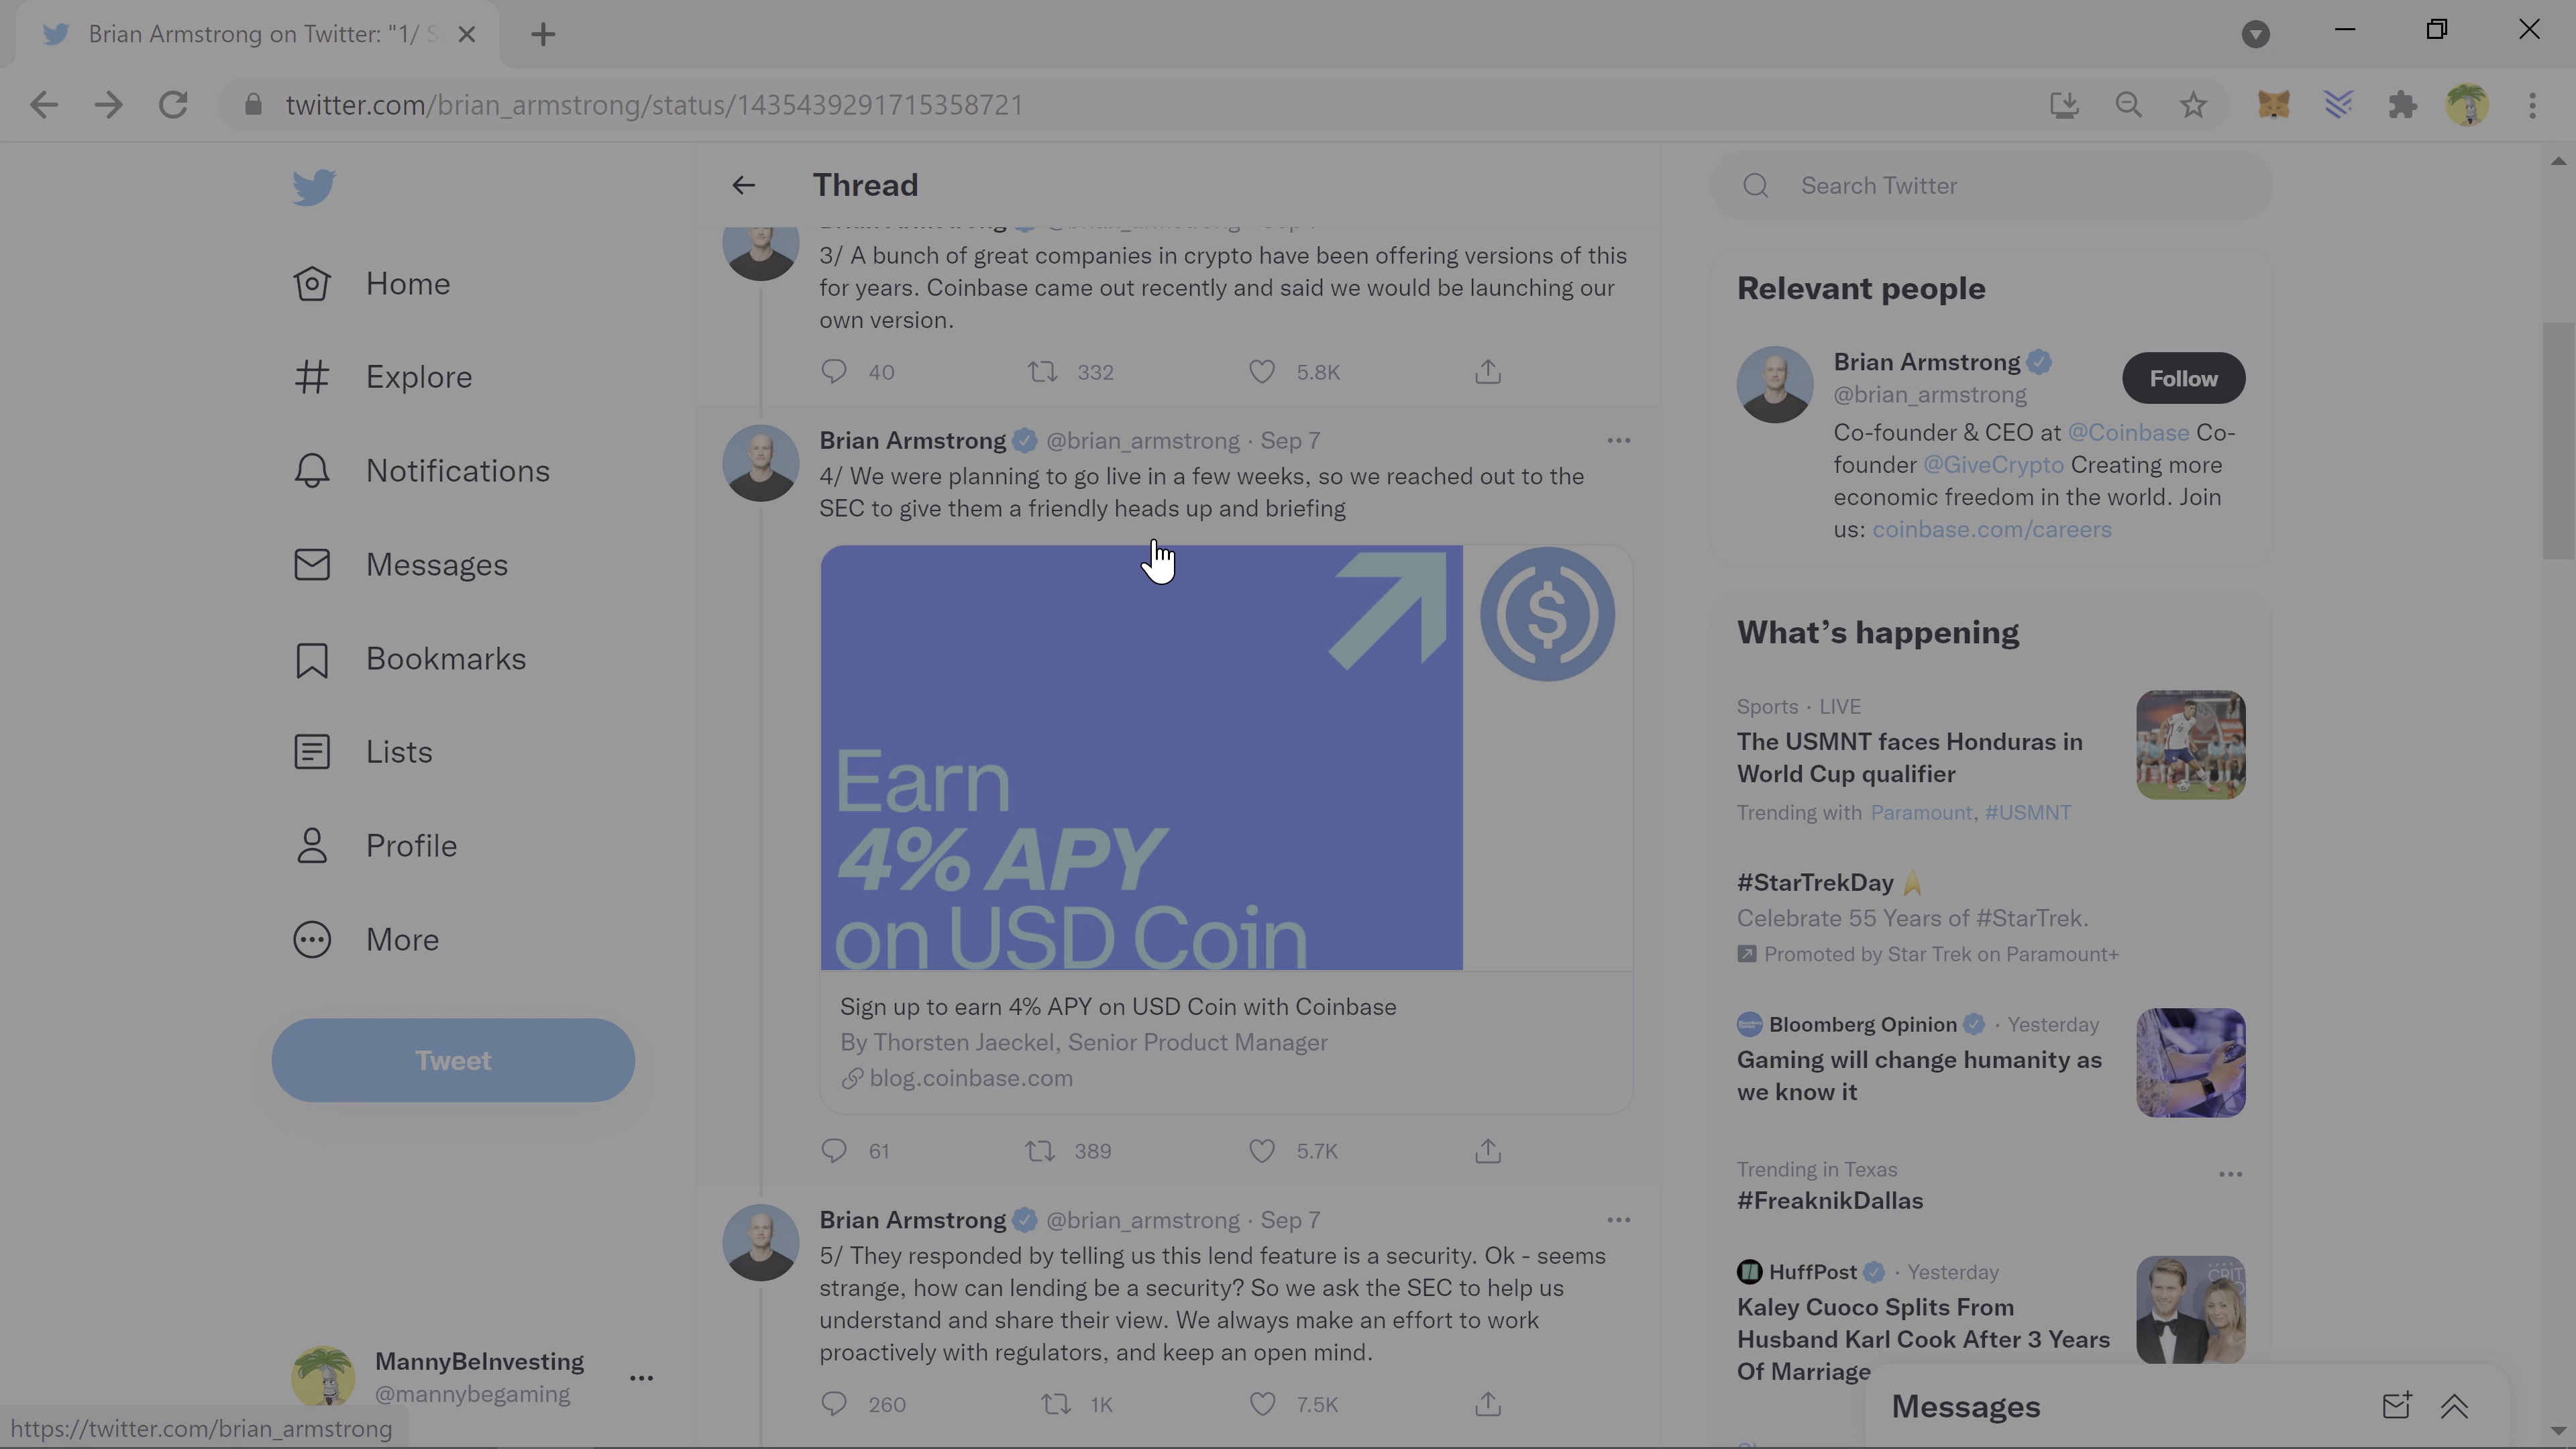 Brian Armstrong on Twitter: "1/ S
twitter.com/brian_armstrong/status/1435439291715358721
Home
Explore
Notifications
Messages
Bookmarks
Lists
Profile
More
Tweet
MannyBeInvesting
@mannybegaming
https://twitter.com/brian_armstrong
Thread
3/ A bunch of great companies in crypto have been offering versions of this
for years. Coinbase came out recently and said we would be launching our
own version.
40 332 5.8K
Brian Armstrong @brian_armstrong · Sep 7
4/ We were planning to go live in a few weeks, so we reached out to the
SEC to give them a friendly heads up and briefing
Earn
4% APY
on USD Coin
Sign up to earn 4% APY on USD Coin with Coinbase
By Thorsten Jaeckel, Senior Product Manager
blog.coinbase.com
61 389 5.7K
Brian Armstrong @brian_armstrong · Sep 7
5/ They responded by telling us this lend feature is a security. Ok - seems
strange, how can lending be a security? So we ask the SEC to help us
understand and share their view. We always make an effort to work
proactively with regulators, and keep an open mind.
260 1K 7.5K
Search Twitter
Relevant people
Brian Armstrong
@brian_armstrong
Follow
Co-founder & CEO at @Coinbase Co-
founder @GiveCrypto Creating more
economic freedom in the world. Join
us: coinbase.com/careers
What's happening
Sports · LIVE
The USMNT faces Honduras in
World Cup qualifier
Trending with Paramount, #USMNT
#StarTrekDay
Celebrate 55 Years of #StarTrek.
Promoted by Star Trek on Paramount+
Bloomberg Opinion · Yesterday
Gaming will change humanity as
we know it
Trending in Texas
#FreaknikDallas
HuffPost · Yesterday
Kaley Cuoco Splits From
Husband Karl Cook After 3 Years
Of Marriage
Messages